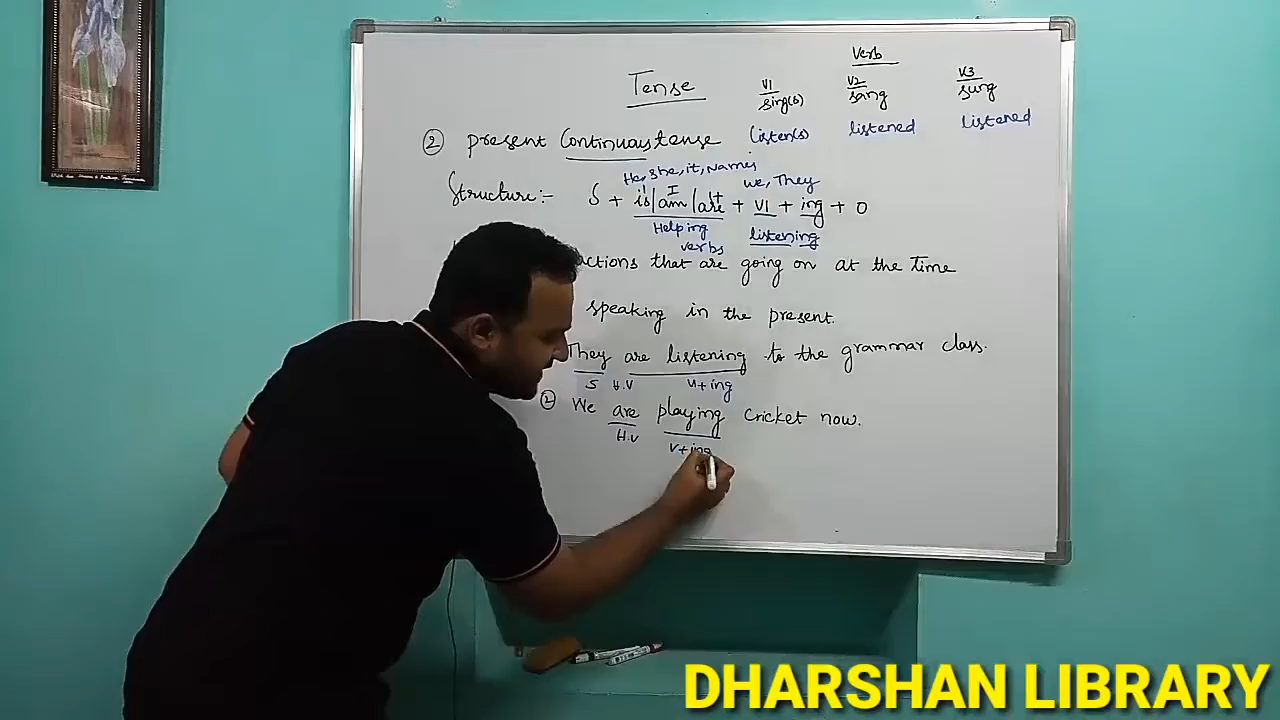 Verb
Tense V1 V2 V3
sing(s) sang sung
② present Continuous tense listen(s) listened listened
He, she, it, Names I we, They
Structure:- S + is/am/are + V1 + ing + O
Helping verbs listening
actions that are going on at the time
speaking in the present.
They are listening to the grammar class.
S H.V v+ing
② We are playing cricket now.
H.v v+ing
DHARSHAN LIBRARY